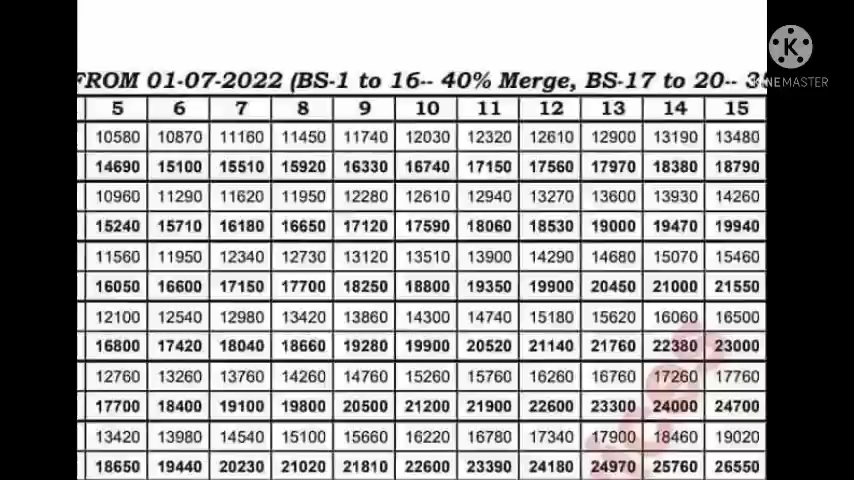 K
KINEMASTER
FROM 01-07-2022 (BS-1 to 16-- 40% Merge, BS-17 to 20-- 3
5 6 7 8 9 10 11 12 13 14 15
10580 10870 11160 11450 11740 12030 12320 12610 12900 13190 13480
14690 15100 15510 15920 16330 16740 17150 17560 17970 18380 18790
10960 11290 11620 11950 12280 12610 12940 13270 13600 13930 14260
15240 15710 16180 16650 17120 17590 18060 18530 19000 19470 19940
11560 11950 12340 12730 13120 13510 13900 14290 14680 15070 15460
16050 16600 17150 17700 18250 18800 19350 19900 20450 21000 21550
12100 12540 12980 13420 13860 14300 14740 15180 15620 16060 16500
16800 17420 18040 18660 19280 19900 20520 21140 21760 22380 23000
12760 13260 13760 14260 14760 15260 15760 16260 16760 17260 17760
17700 18400 19100 19800 20500 21200 21900 22600 23300 24000 24700
13420 13980 14540 15100 15660 16220 16780 17340 17900 18460 19020
18650 19440 20230 21020 21810 22600 23390 24180 24970 25760 26550